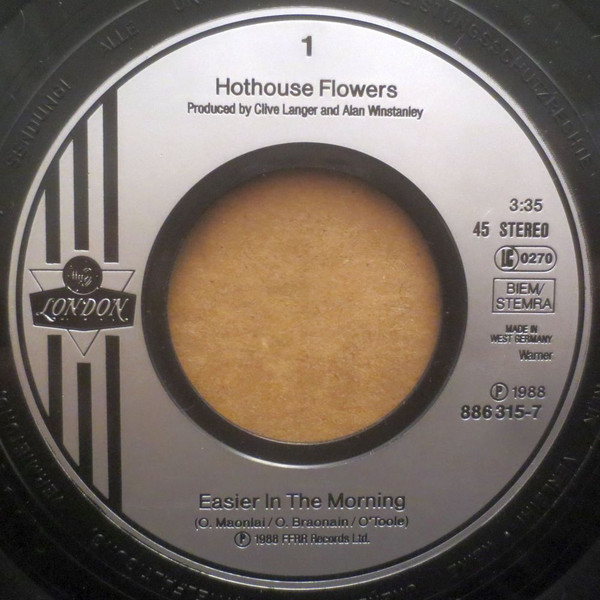 1
Hothouse Flowers
Produced by Clive Langer and Alan Winstanley
3:35
45 STEREO
LC 0270
BIEM/
STEMRA
MADE IN
WEST GERMANY
Warner
℗ 1988
886 315-7
LONDON
Easier In The Morning
(O. Maonlai / O. Braonain / O'Toole)
℗ 1988 FFRR Records Ltd.
ALLE